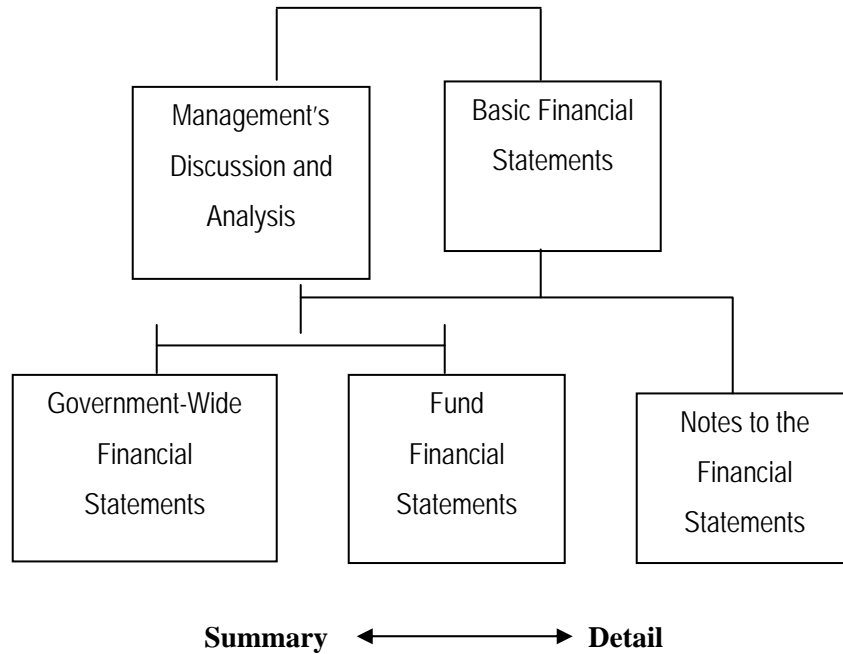 Management's
Discussion and
Analysis
Basic Financial
Statements
Government-Wide
Financial
Statements
Fund
Financial
Statements
Notes to the
Financial
Statements
Summary Detail